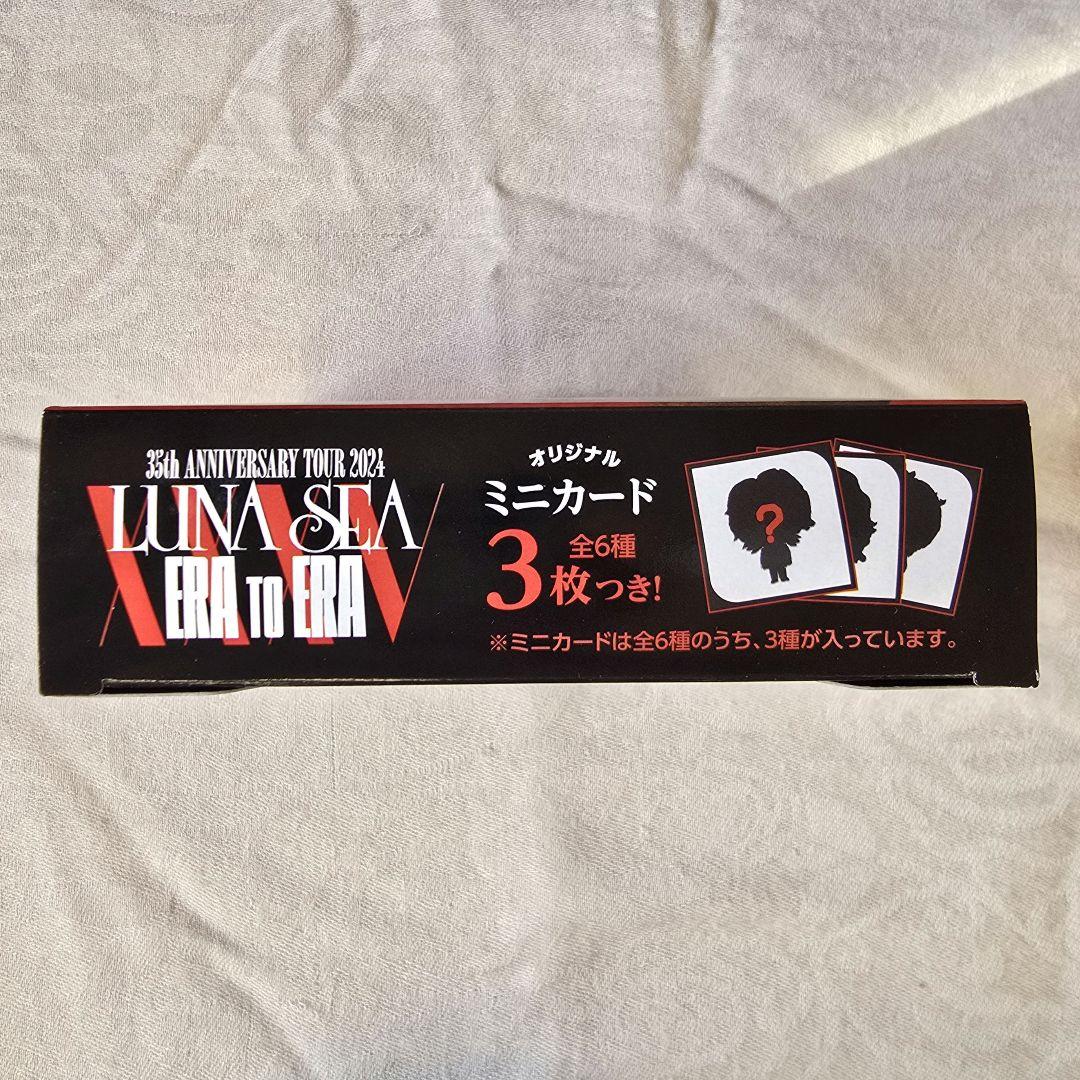 35th ANNIVERSARY TOUR 2024
LUNA SEA
ERA TO ERA
オリジナル
ミニカード
全6種
3枚つき!
?
※ミニカードは全6種のうち、3種が入っています。